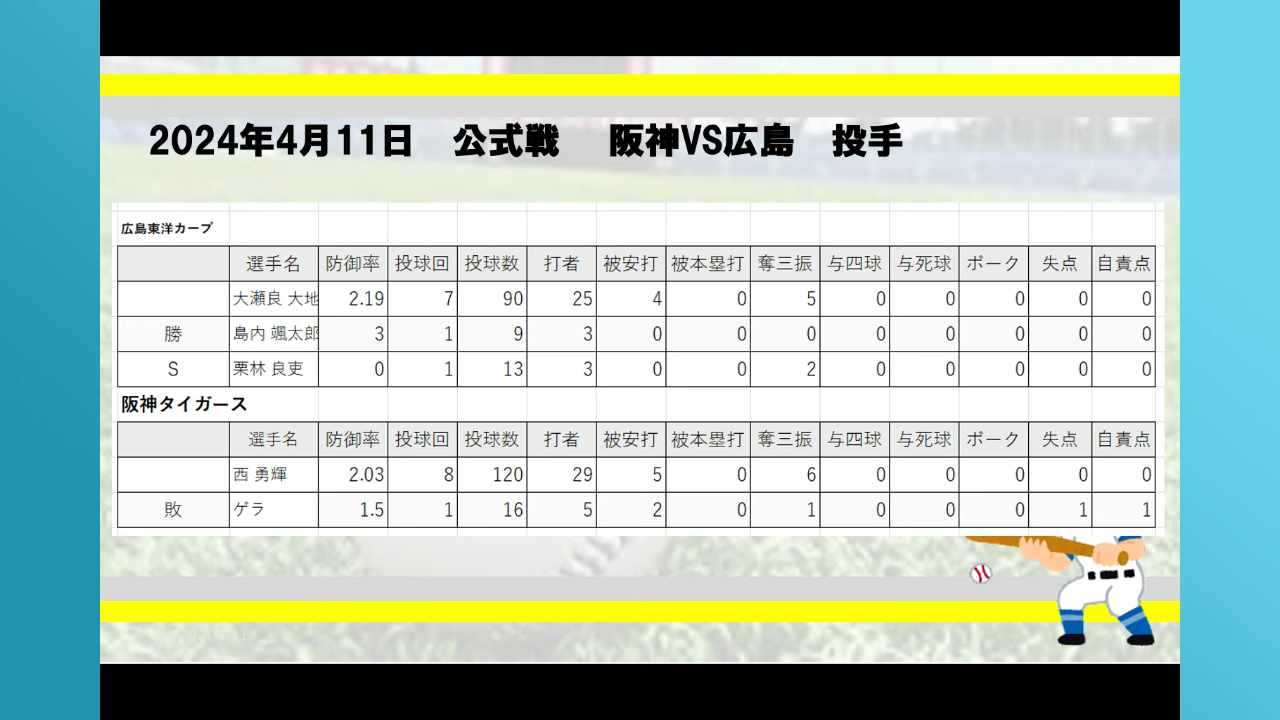 2024年4月11日　公式戦　阪神VS広島　投手
広島東洋カープ
選手名 防御率 投球回 投球数 打者 被安打 被本塁打 奪三振 与四球 与死球 ボーク 失点 自責点
大瀬良 大地 2.19 7 90 25 4 0 5 0 0 0 0 0
勝 島内 颯太郎 3 1 9 3 0 0 0 0 0 0 0 0
S 栗林 良吏 0 1 13 3 0 0 2 0 0 0 0 0
阪神タイガース
選手名 防御率 投球回 投球数 打者 被安打 被本塁打 奪三振 与四球 与死球 ボーク 失点 自責点
西 勇輝 2.03 8 120 29 5 0 6 0 0 0 0 0
敗 ゲラ 1.5 1 16 5 2 0 1 0 0 0 1 1